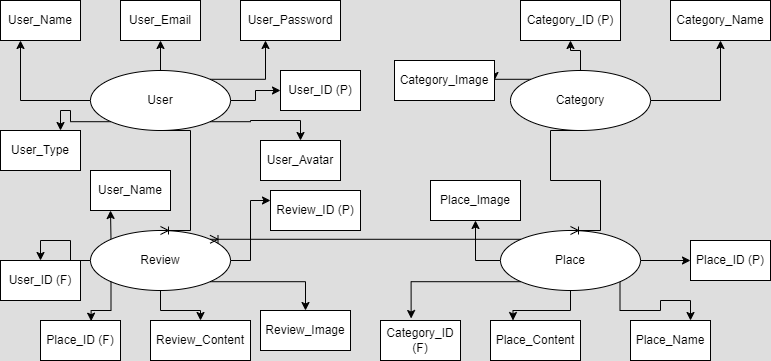 User_Name
User_Email
User_Password
Category_ID (P)
Category_Name
Category_Image
User_ID (P)
User
Category
User_Type
User_Avatar
User_Name
Review_ID (P)
Place_Image
Review
Place
Place_ID (P)
User_ID (F)
Place_ID (F)
Review_Content
Review_Image
Category_ID
(F)
Place_Content
Place_Name